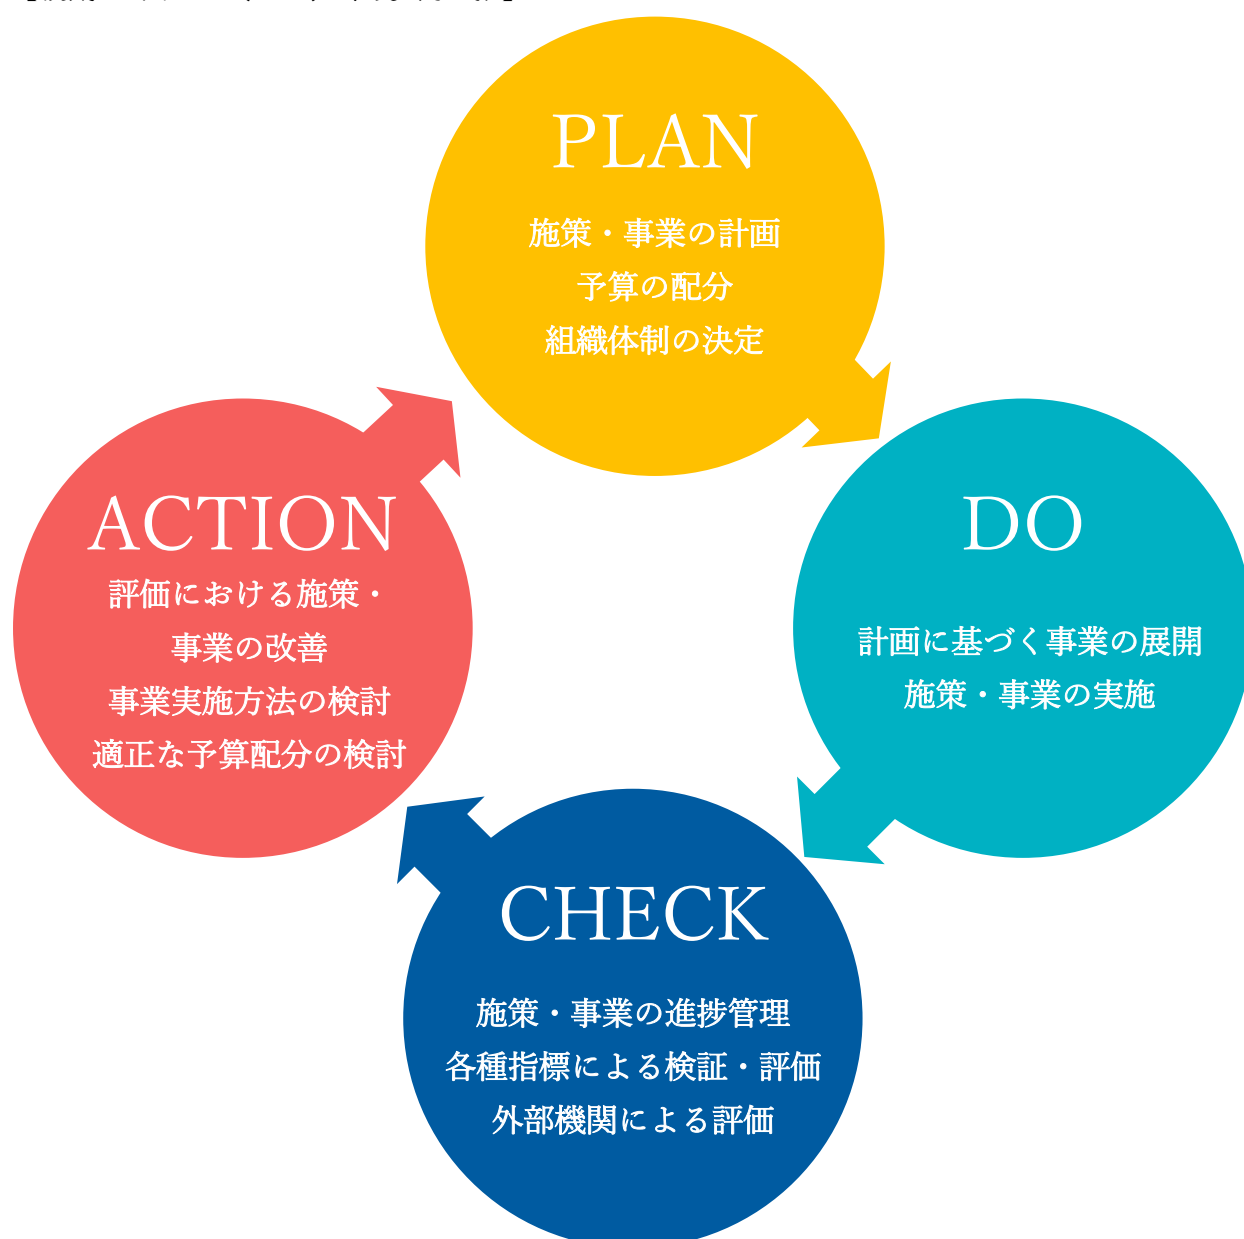 PLAN
施策・事業の計画
予算の配分
組織体制の決定
DO
計画に基づく事業の展開
施策・事業の実施
CHECK
施策・事業の進捗管理
各種指標による検証・評価
外部機関による評価
ACTION
評価における施策・
事業の改善
事業実施方法の検討
適正な予算配分の検討